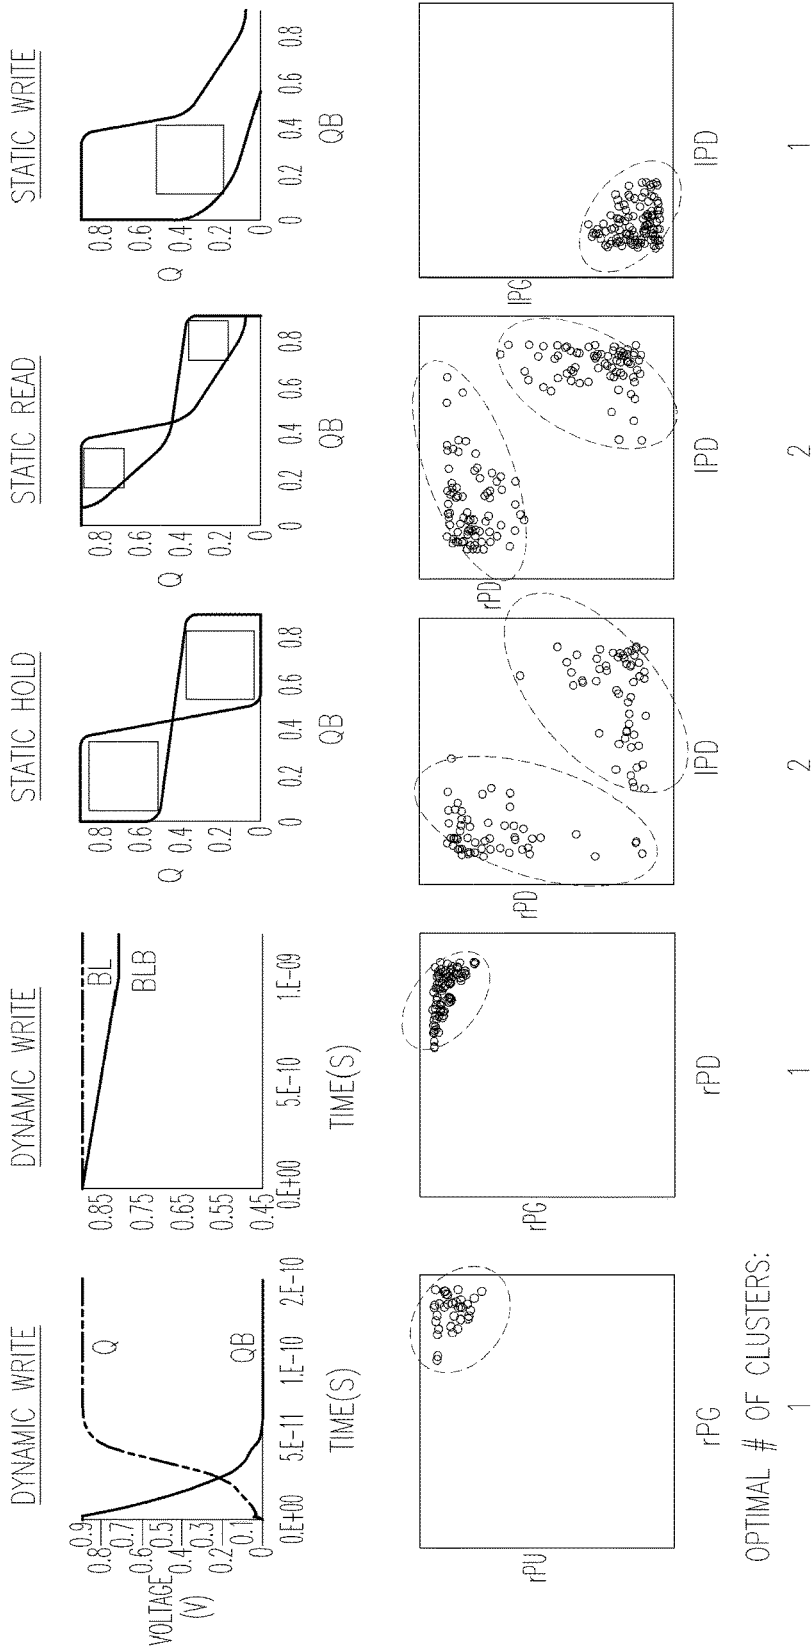 DYNAMIC WRITE
VOLTAGE
(V)
0.9
0.8
0.7
0.6
0.5
0.4
0.3
0.2
0.1
0
Q
QB
0.E+00 5.E-11 1.E-10 2.E-10
TIME(S)
DYNAMIC WRITE
0.85
0.75
0.65
0.55
0.45
BL
BLB
0.E+00 5.E-10 1.E-09
TIME(S)
STATIC HOLD
Q
0.8
0.6
0.4
0.2
0
0 0.2 0.4 0.6 0.8
QB
STATIC READ
Q
0.8
0.6
0.4
0.2
0
0 0.2 0.4 0.6 0.8
QB
STATIC WRITE
Q
0.8
0.6
0.4
0.2
0
0 0.2 0.4 0.6 0.8
QB
rPU
rPG
rPG
rPD
rPD
lPD
rPD
lPD
lPG
lPD
OPTIMAL # OF CLUSTERS:
1 1 2 2 1